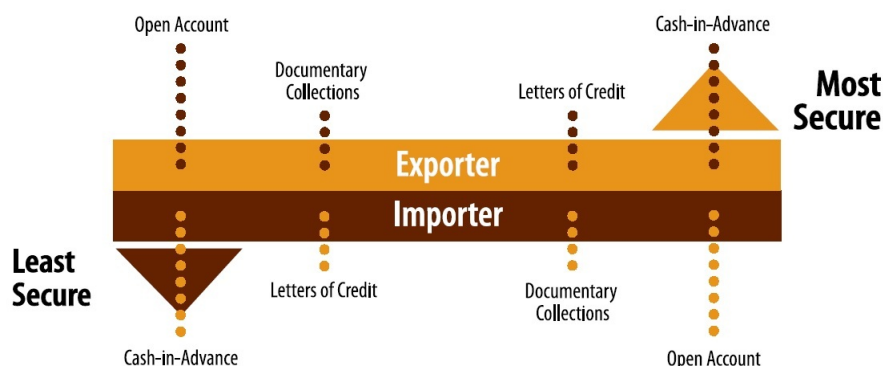 Open Account
Cash-in-Advance
Documentary
Collections
Letters of Credit
Most
Secure
Exporter
Importer
Least
Secure
Letters of Credit
Documentary
Collections
Cash-in-Advance
Open Account